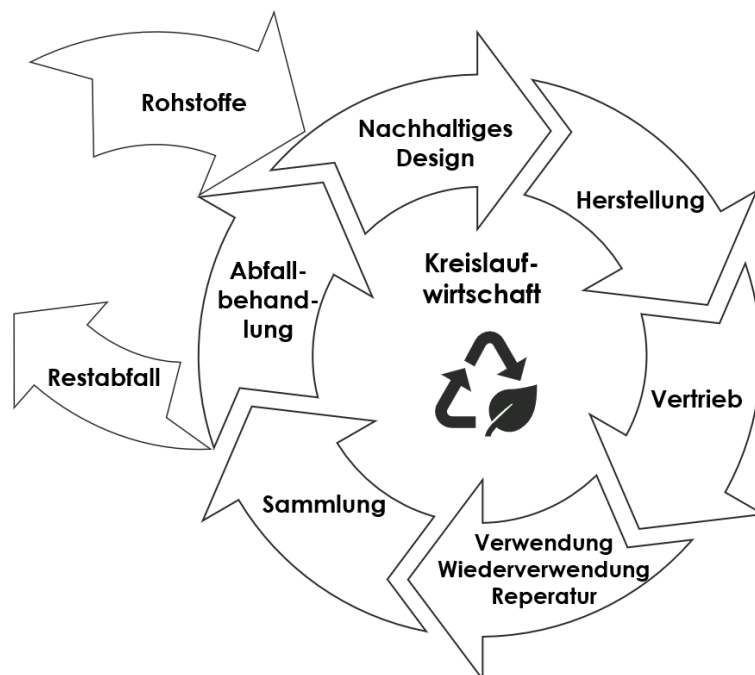 Rohstoffe
Nachhaltiges
Design
Herstellung
Kreislauf-
wirtschaft
Abfall-
behand-
lung
Restabfall
Vertrieb
Sammlung
Verwendung
Wiederverwendung
Reperatur